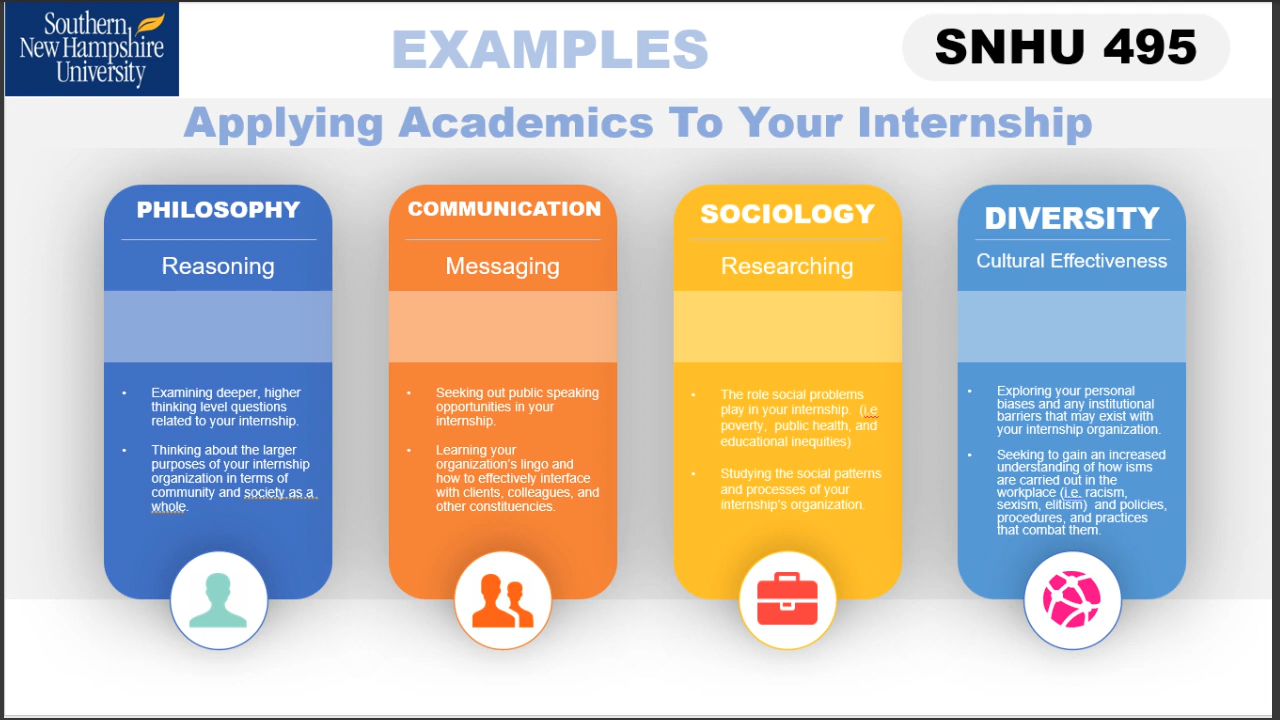 Southern
New Hampshire
University
EXAMPLES
SNHU 495
Applying Academics To Your Internship
PHILOSOPHY
Reasoning
• Examining deeper, higher
thinking level questions
related to your internship.
• Thinking about the larger
purposes of your internship
organization in terms of
community and society as a
whole.
COMMUNICATION
Messaging
• Seeking out public speaking
opportunities in your
internship.
• Learning your
organization's lingo and
how to effectively interface
with clients, colleagues, and
other constituencies.
SOCIOLOGY
Researching
• The role social problems
play in your internship. (i.e
poverty, public health, and
educational inequities)
• Studying the social patterns
and processes of your
internship's organization.
DIVERSITY
Cultural Effectiveness
• Exploring your personal
biases and any institutional
barriers that may exist with
your internship organization.
• Seeking to gain an increased
understanding of how isms
are carried out in the
workplace (i.e. racism,
sexism, elitism) and policies,
procedures, and practices
that combat them.